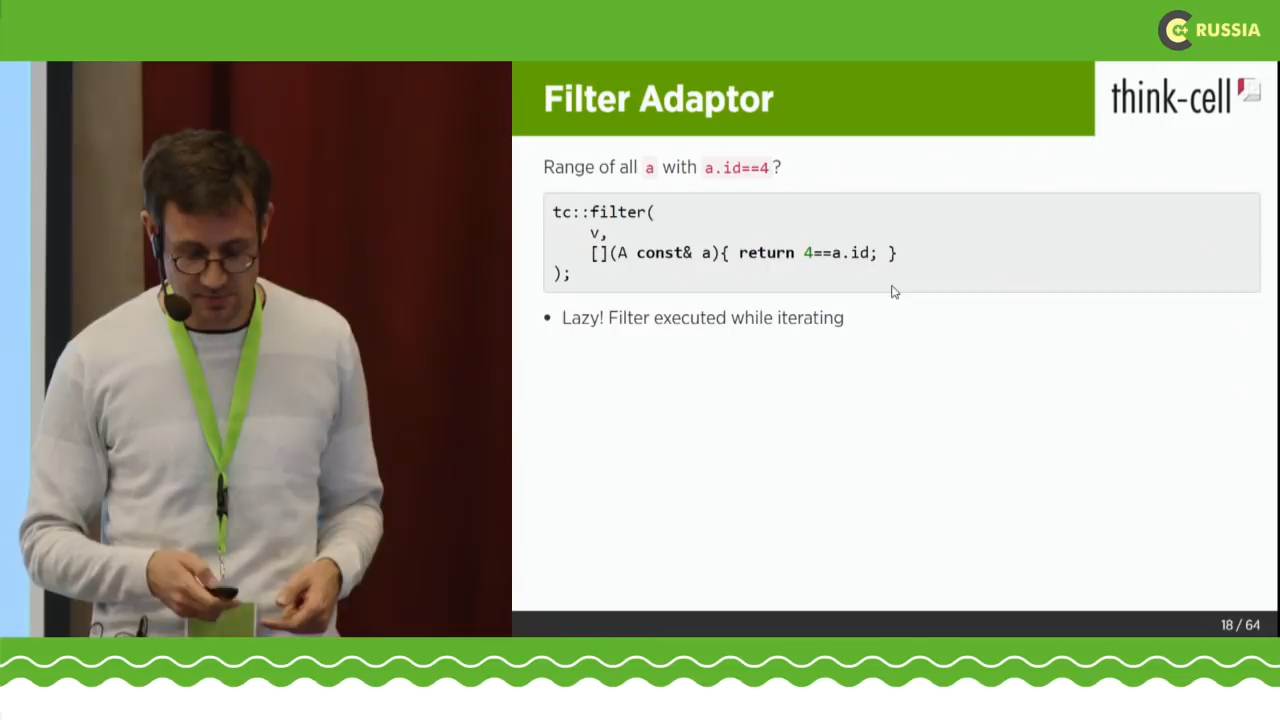 C++ RUSSIA
Filter Adaptor
think-cell
Range of all a with a.id==4?
tc::filter(
v,
[](A const& a){ return 4==a.id; }
);
• Lazy! Filter executed while iterating
18 / 64